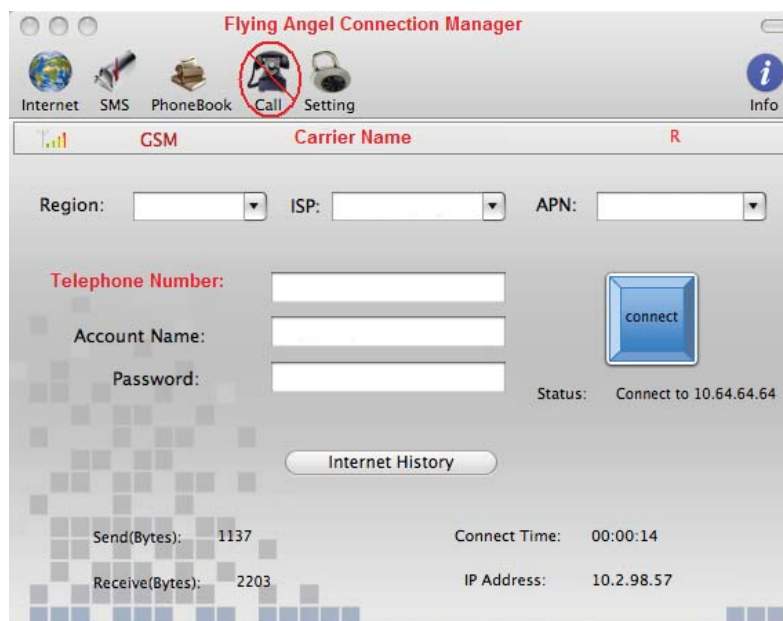 Flying Angel Connection Manager
Internet SMS PhoneBook Call Setting Info
GSM Carrier Name R
Region: ISP: APN:
Telephone Number:
connect
Account Name:
Password:
Status: Connect to 10.64.64.64
Internet History
Send(Bytes): 1137 Connect Time: 00:00:14
Receive(Bytes): 2203 IP Address: 10.2.98.57